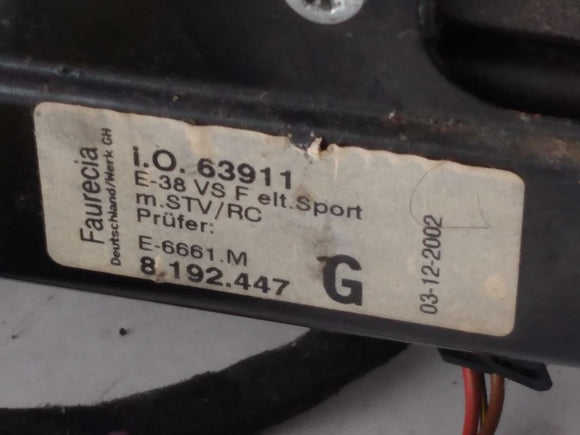 Faurecia
Deutschland/Werk GH
i.O. 63911
E-38 VS F elt.Sport
m.STV/RC
Prüfer:
E-6661.M
8 192.447
G
03-12-2002